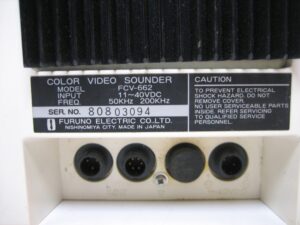 COLOR VIDEO SOUNDER
MODEL FCV-662
INPUT 11~40VDC
FREQ. 50KHz 200KHz
SER. NO. 80803094
FURUNO ELECTRIC CO.LTD.
NISHINOMIYA CITY, MADE IN JAPAN
CAUTION
TO PREVENT ELECTRICAL
SHOCK HAZARD, DO NOT
REMOVE COVER OR BACK.
NO USER SERVICEABLE PARTS
INSIDE. REFER SERVICING
TO QUALIFIED SERVICE
PERSONNEL.